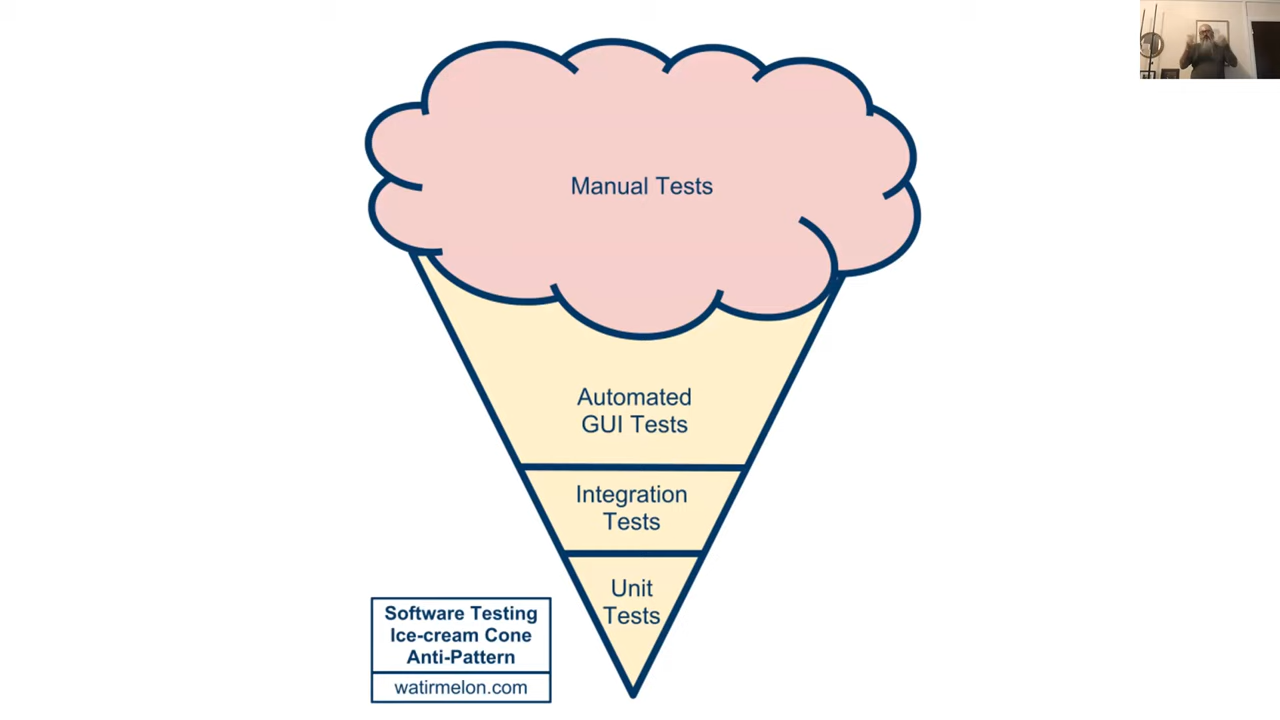 Manual Tests
Automated
GUI Tests
Integration
Tests
Unit
Tests
Software Testing
Ice-cream Cone
Anti-Pattern
watirmelon.com